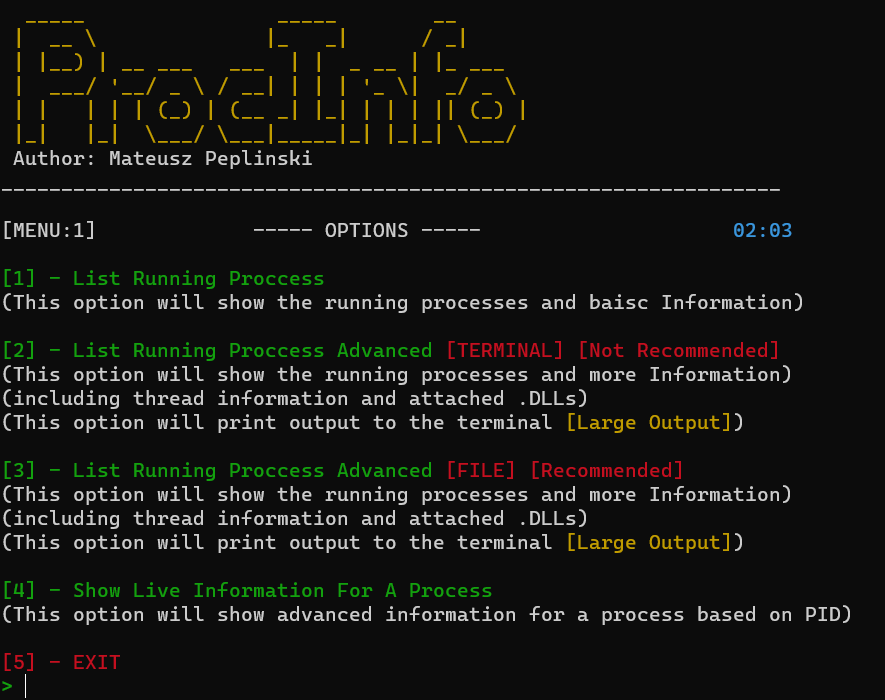 ProcInfo
Author: Mateusz Peplinski
-----------------------------------------------------------------
[MENU:1] ----- OPTIONS ----- 02:03
[1] - List Running Proccess
(This option will show the running processes and baisc Information)
[2] - List Running Proccess Advanced [TERMINAL] [Not Recommended]
(This option will show the running processes and more Information)
(including thread information and attached .DLLs)
(This option will print output to the terminal [Large Output])
[3] - List Running Proccess Advanced [FILE] [Recommended]
(This option will show the running processes and more Information)
(including thread information and attached .DLLs)
(This option will print output to the terminal [Large Output])
[4] - Show Live Information For A Process
(This option will show advanced information for a process based on PID)
[5] - EXIT
>